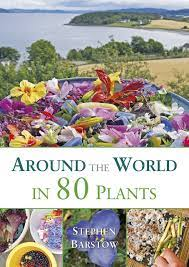 AROUND THE WORLD
IN 80 PLANTS
STEPHEN
BARSTOW